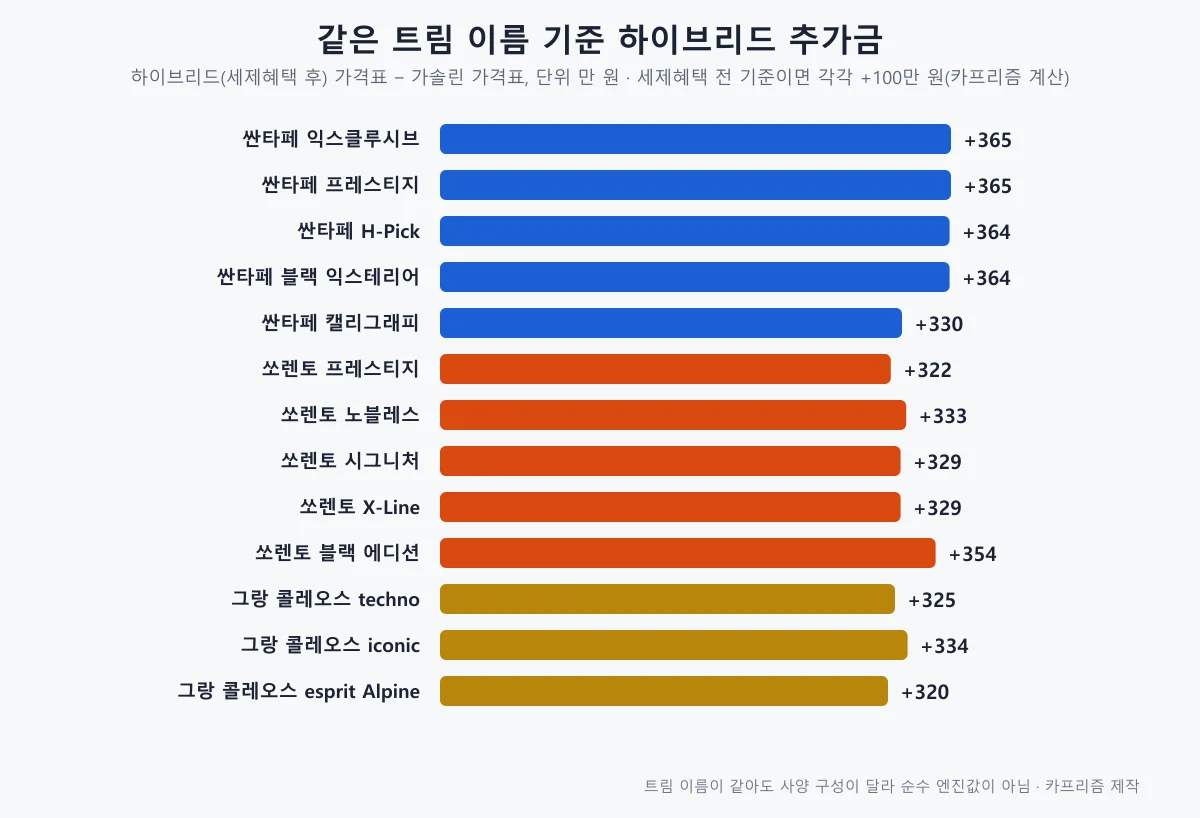 같은 트림 이름 기준 하이브리드 추가금
하이브리드(세제혜택 후) 가격표 – 가솔린 가격표, 단위 만 원 · 세제혜택 전 기준이면 각각 +100만 원(카프리즘 계산)
싼타페 익스클루시브 +365
싼타페 프레스티지 +365
싼타페 H-Pick +364
싼타페 블랙 익스테리어 +364
싼타페 캘리그래피 +330
쏘렌토 프레스티지 +322
쏘렌토 노블레스 +333
쏘렌토 시그니처 +329
쏘렌토 X-Line +329
쏘렌토 블랙 에디션 +354
그랑 콜레오스 techno +325
그랑 콜레오스 iconic +334
그랑 콜레오스 esprit Alpine +320
트림 이름이 같아도 사양 구성이 달라 순수 엔진값이 아님 · 카프리즘 제작